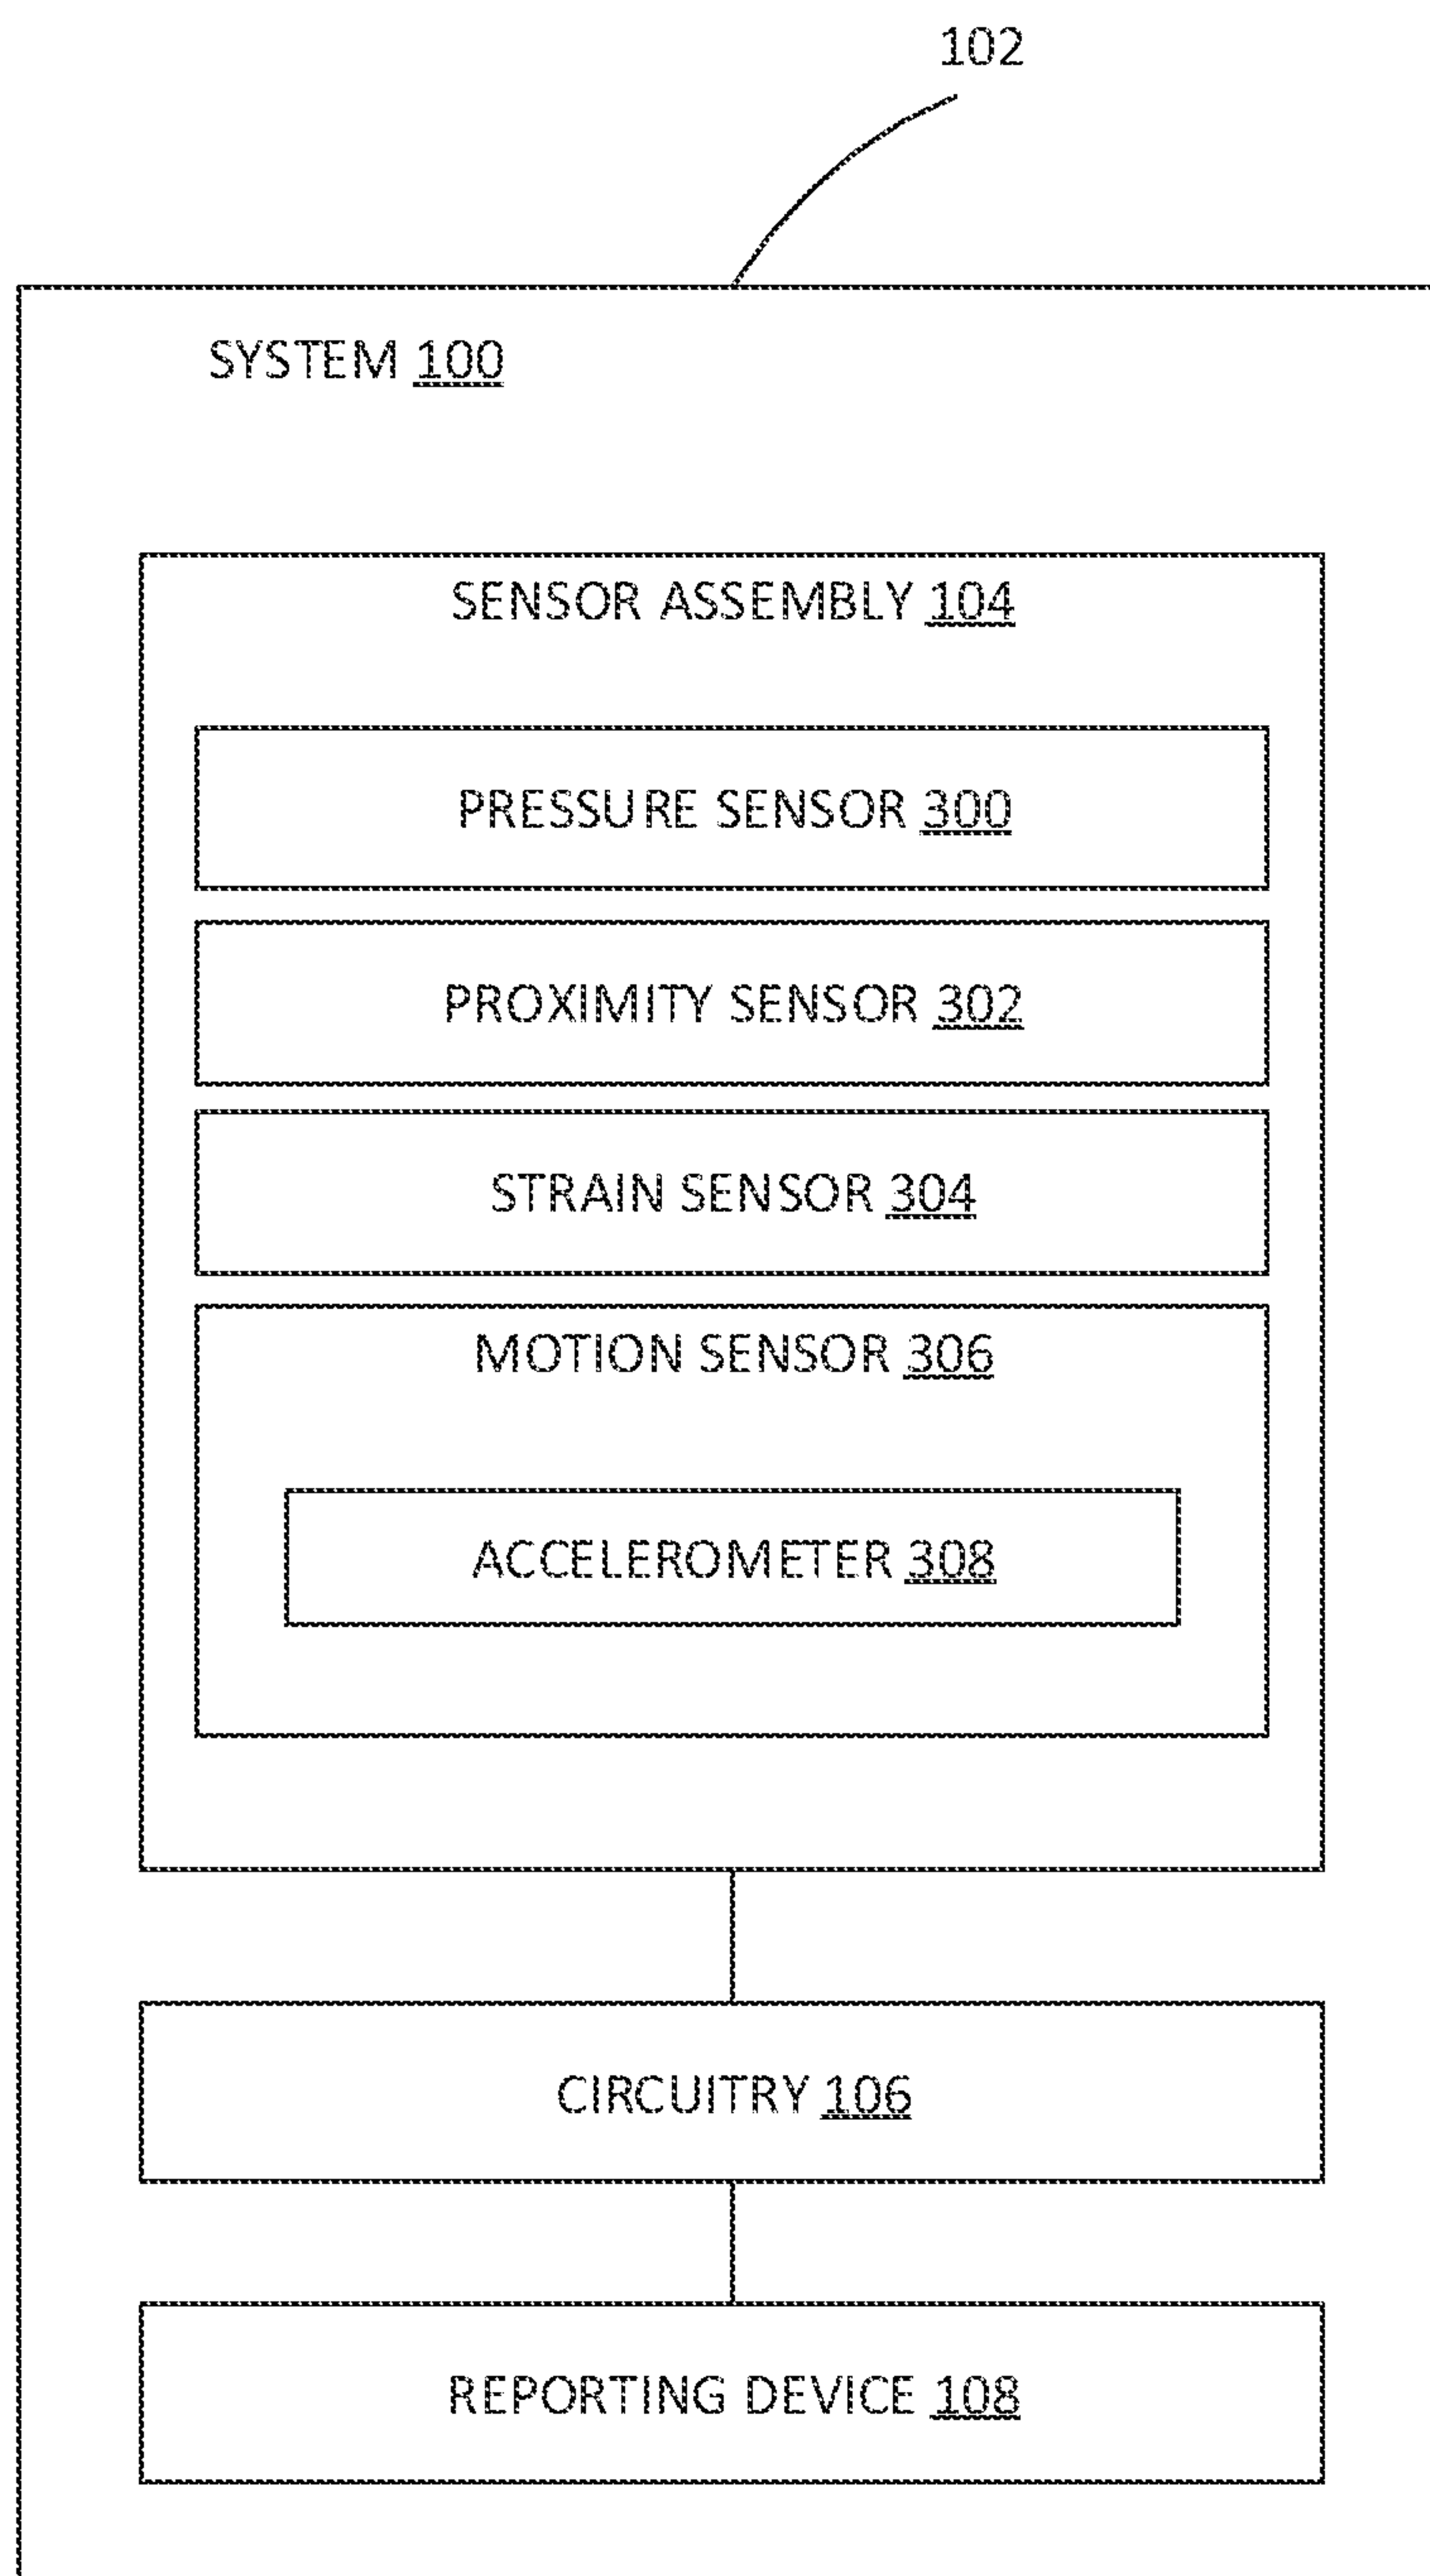 102
SYSTEM 100
SENSOR ASSEMBLY 104
PRESSURE SENSOR 300
PROXIMITY SENSOR 302
STRAIN SENSOR 304
MOTION SENSOR 306
ACCELEROMETER 308
CIRCUITRY 106
REPORTING DEVICE 108